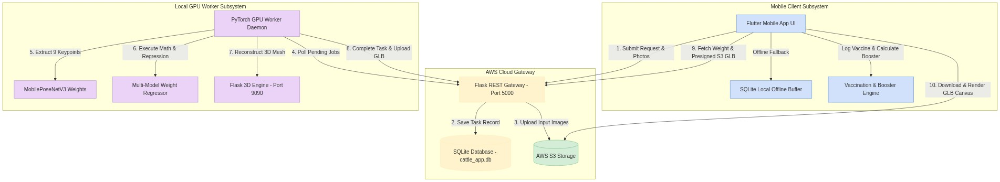 Local GPU Worker Subsystem
PyTorch GPU Worker
Daemon
5. Extract 9 Keypoints
6. Execute Math &
Regression
7. Reconstruct 3D Mesh
4. Poll Pending Jobs
8. Complete Task & Upload
GLB
MobilePoseNetV3 Weights
Multi-Model Weight
Regressor
Flask 3D Engine - Port
9090
AWS Cloud Gateway
Flask REST Gateway -
Port 5000
2. Save Task Record
3. Upload Input Images
SQLite Database -
cattle_app.db
AWS S3 Storage
Mobile Client Subsystem
Flutter Mobile App UI
1. Submit Request &
Photos
9. Fetch Weight &
Presigned S3 GLB
Offline Fallback
Log Vaccine & Calculate
Booster
SQLite Local Offline Buffer
Vaccination & Booster
Engine
10. Download & Render
GLB Canvas